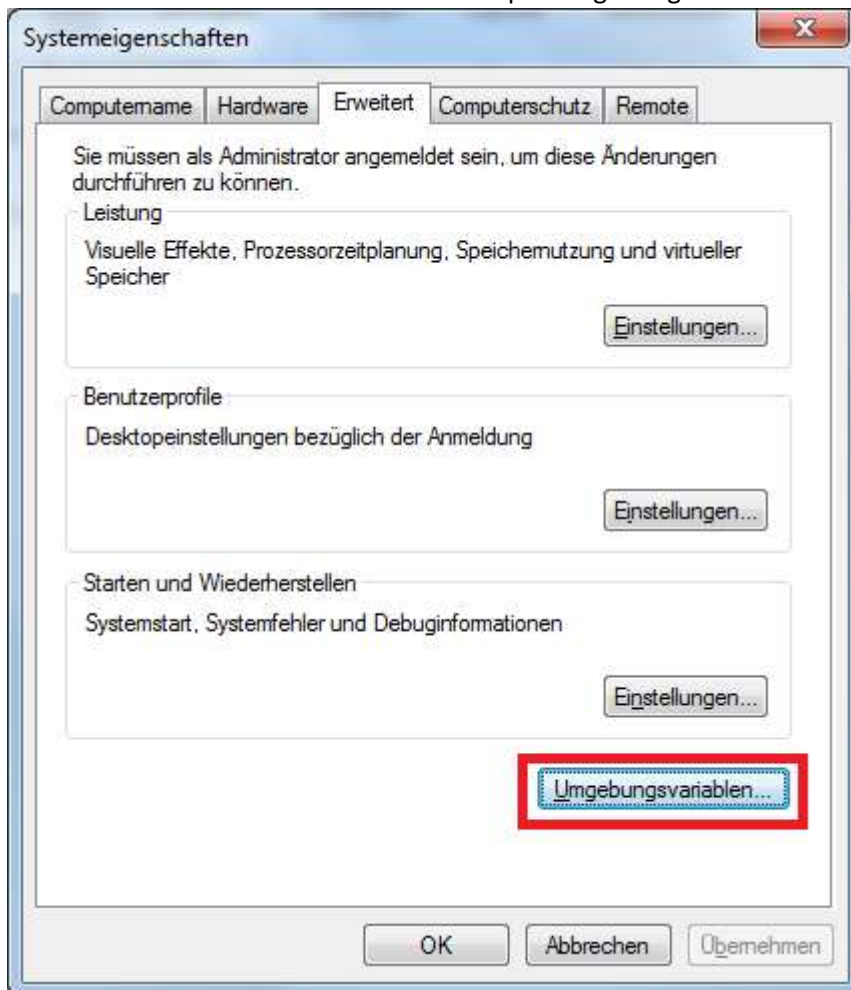 Systemeigenschaften
Computername Hardware Erweitert Computerschutz Remote
Sie müssen als Administrator angemeldet sein, um diese Änderungen
durchführen zu können.
Leistung
Visuelle Effekte, Prozessorzeitplanung, Speichernutzung und virtueller
Speicher
Einstellungen...
Benutzerprofile
Desktopeinstellungen bezüglich der Anmeldung
Einstellungen...
Starten und Wiederherstellen
Systemstart, Systemfehler und Debuginformationen
Einstellungen...
Umgebungsvariablen...
OK Abbrechen Übernehmen